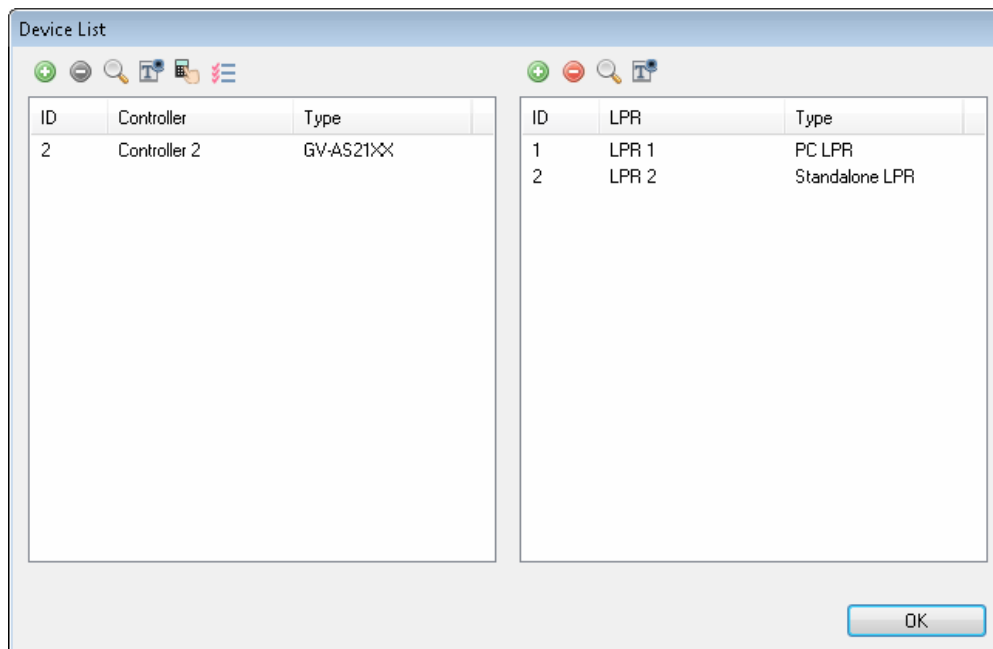 Device List
ID Controller Type
2 Controller 2 GV-AS21XX
ID LPR Type
1 LPR 1 PC LPR
2 LPR 2 Standalone LPR
OK